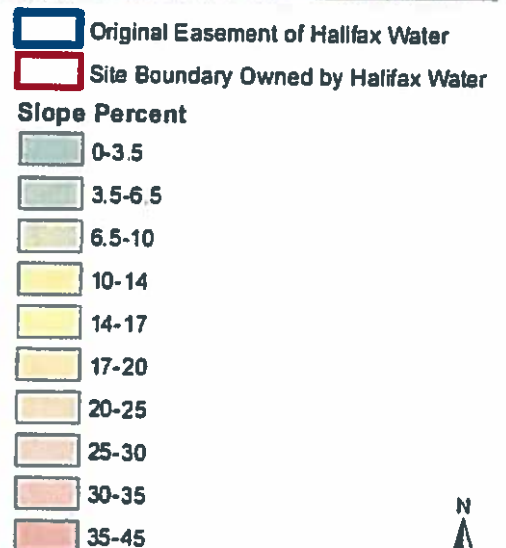 Original Easement of Halifax Water
Site Boundary Owned by Halifax Water
Slope Percent
0-3.5
3.5-6.5
6.5-10
10-14
14-17
17-20
20-25
25-30
30-35
N
35-45